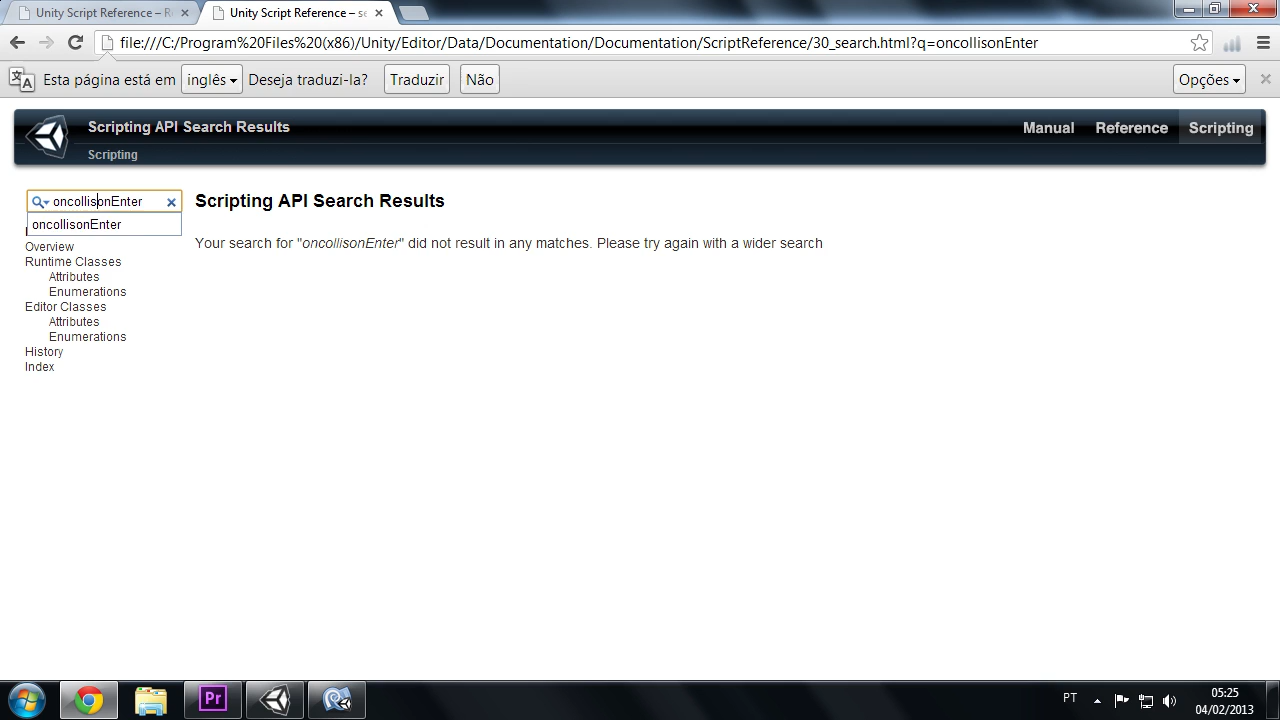 Unity Script Reference – R
Unity Script Reference – se
file:///C:/Program%20Files%20(x86)/Unity/Editor/Data/Documentation/Documentation/ScriptReference/30_search.html?q=oncollisonEnter
Esta página está em inglês Deseja traduzi-la? Traduzir Não Opções
Scripting API Search Results
Manual Reference Scripting
Scripting
oncollisonEnter
oncollisonEnter
Scripting API Search Results
Your search for "oncollisonEnter" did not result in any matches. Please try again with a wider search
Overview
Runtime Classes
Attributes
Enumerations
Editor Classes
Attributes
Enumerations
History
Index
Pr
PT
05:25
04/02/2013